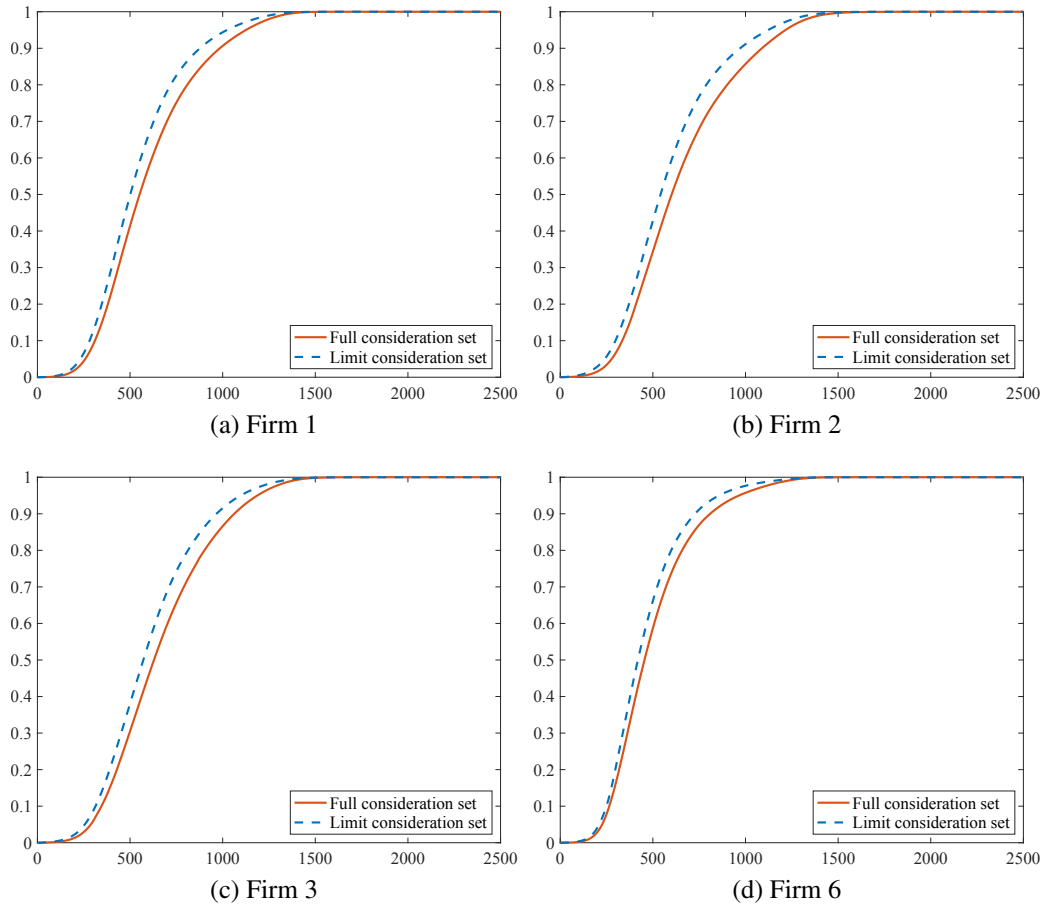 1
0.9
0.8
0.7
0.6
0.5
0.4
0.3
0.2
0.1
0
0 500 1000 1500 2000 2500
Full consideration set
Limit consideration set
(a) Firm 1
1
0.9
0.8
0.7
0.6
0.5
0.4
0.3
0.2
0.1
0
0 500 1000 1500 2000 2500
Full consideration set
Limit consideration set
(b) Firm 2
1
0.9
0.8
0.7
0.6
0.5
0.4
0.3
0.2
0.1
0
0 500 1000 1500 2000 2500
Full consideration set
Limit consideration set
(c) Firm 3
1
0.9
0.8
0.7
0.6
0.5
0.4
0.3
0.2
0.1
0
0 500 1000 1500 2000 2500
Full consideration set
Limit consideration set
(d) Firm 6